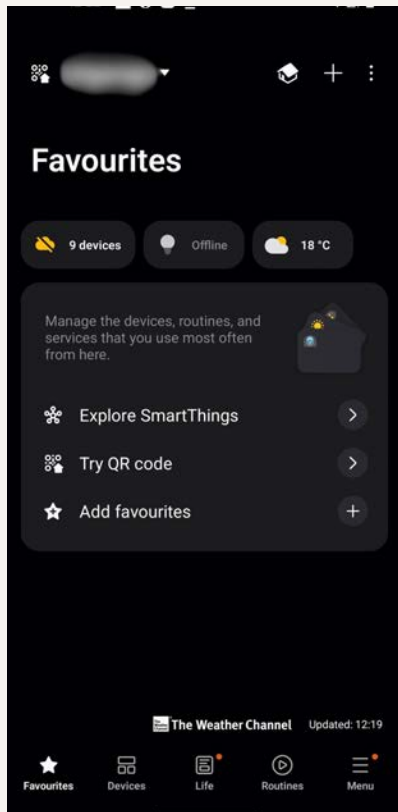 Favourites
9 devices
Offline
18 °C
Manage the devices, routines, and
services that you use most often
from here.
Explore SmartThings
Try QR code
Add favourites
The Weather Channel Updated: 12:19
Favourites Devices Life Routines Menu